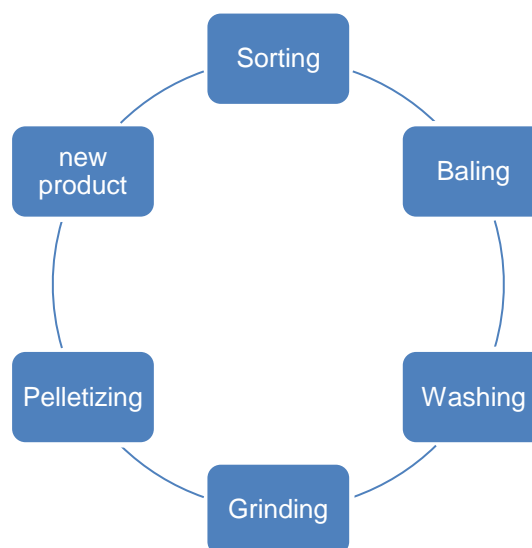 Sorting
Baling
Washing
Grinding
Pelletizing
new
product